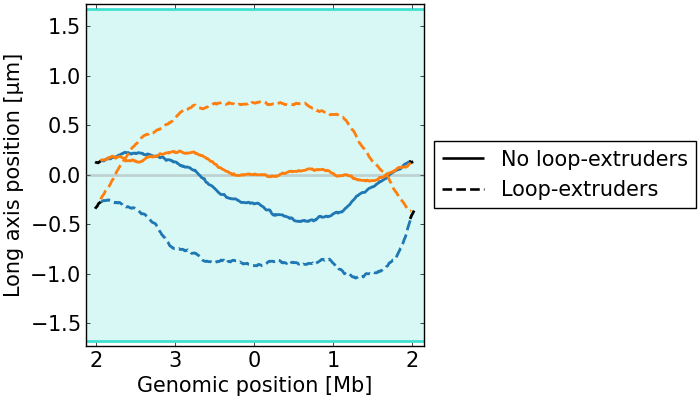 Long axis position [μm]
1.5
1.0
0.5
0.0
−0.5
−1.0
−1.5
2 3 0 1 2
Genomic position [Mb]
No loop-extruders
Loop-extruders